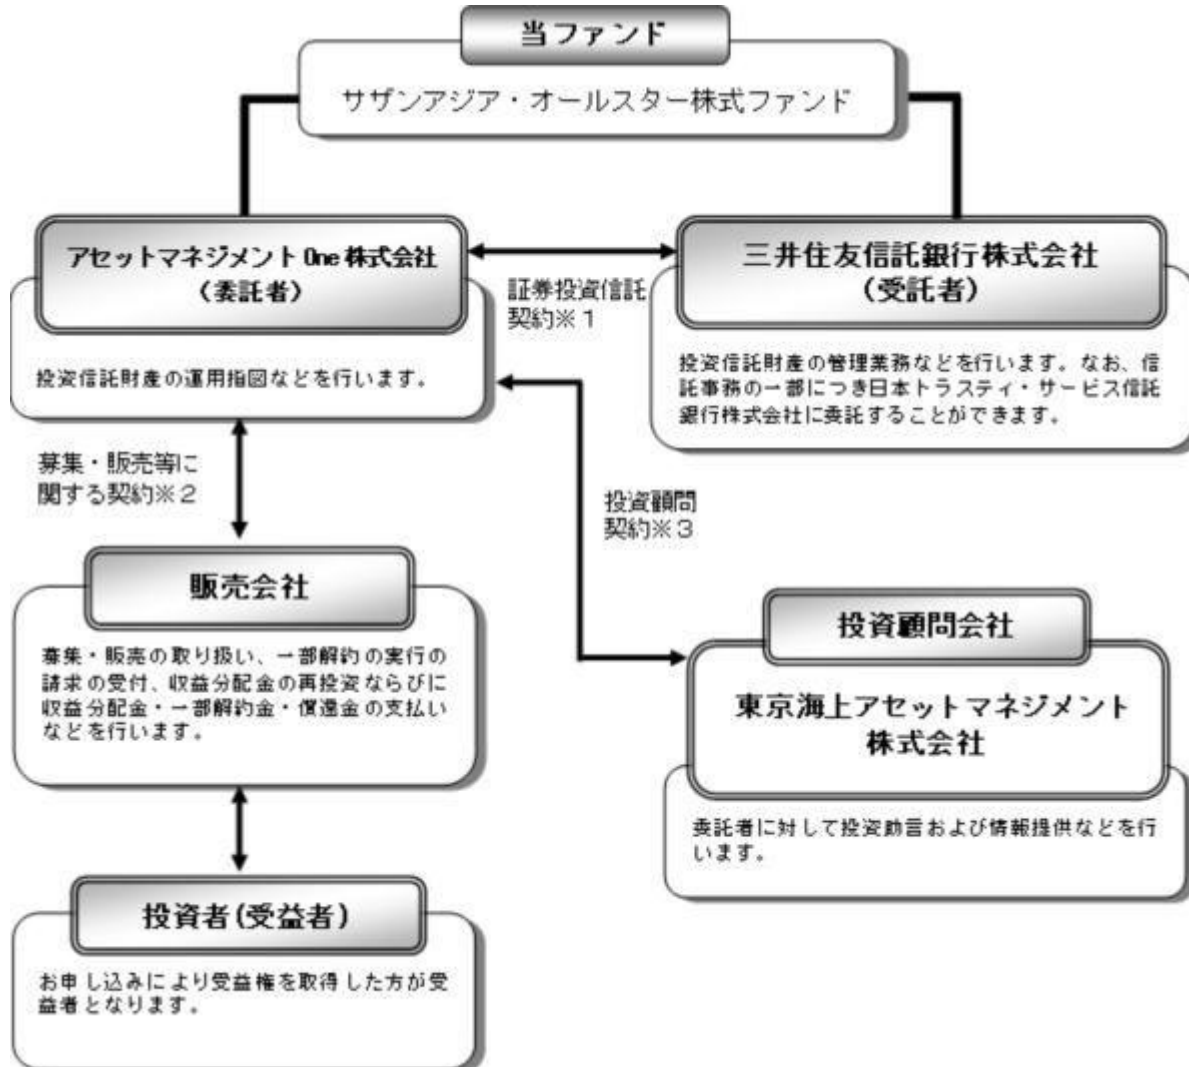 当ファンド
サザンアジア・オールスター株式ファンド
アセットマネジメント One 株式会社
（委託者）
投資信託財産の運用指図などを行います。
証券投資信託
契約※１
三井住友信託銀行株式会社
（受託者）
投資信託財産の管理業務などを行います。なお、信
託事務の一部につき日本トラスティ・サービス信託
銀行株式会社に委託することができます。
募集・販売等に
関する契約※２
投資顧問
契約※３
販売会社
募集・販売の取り扱い、一部解約の実行の
請求の受付、収益分配金の再投資ならびに
収益分配金・一部解約金・償還金の支払い
などを行います。
投資顧問会社
東京海上アセットマネジメント
株式会社
委託者に対して投資助言および情報提供などを行
います。
投資者(受益者)
お申し込みにより受益権を取得した方が受
益者となります。